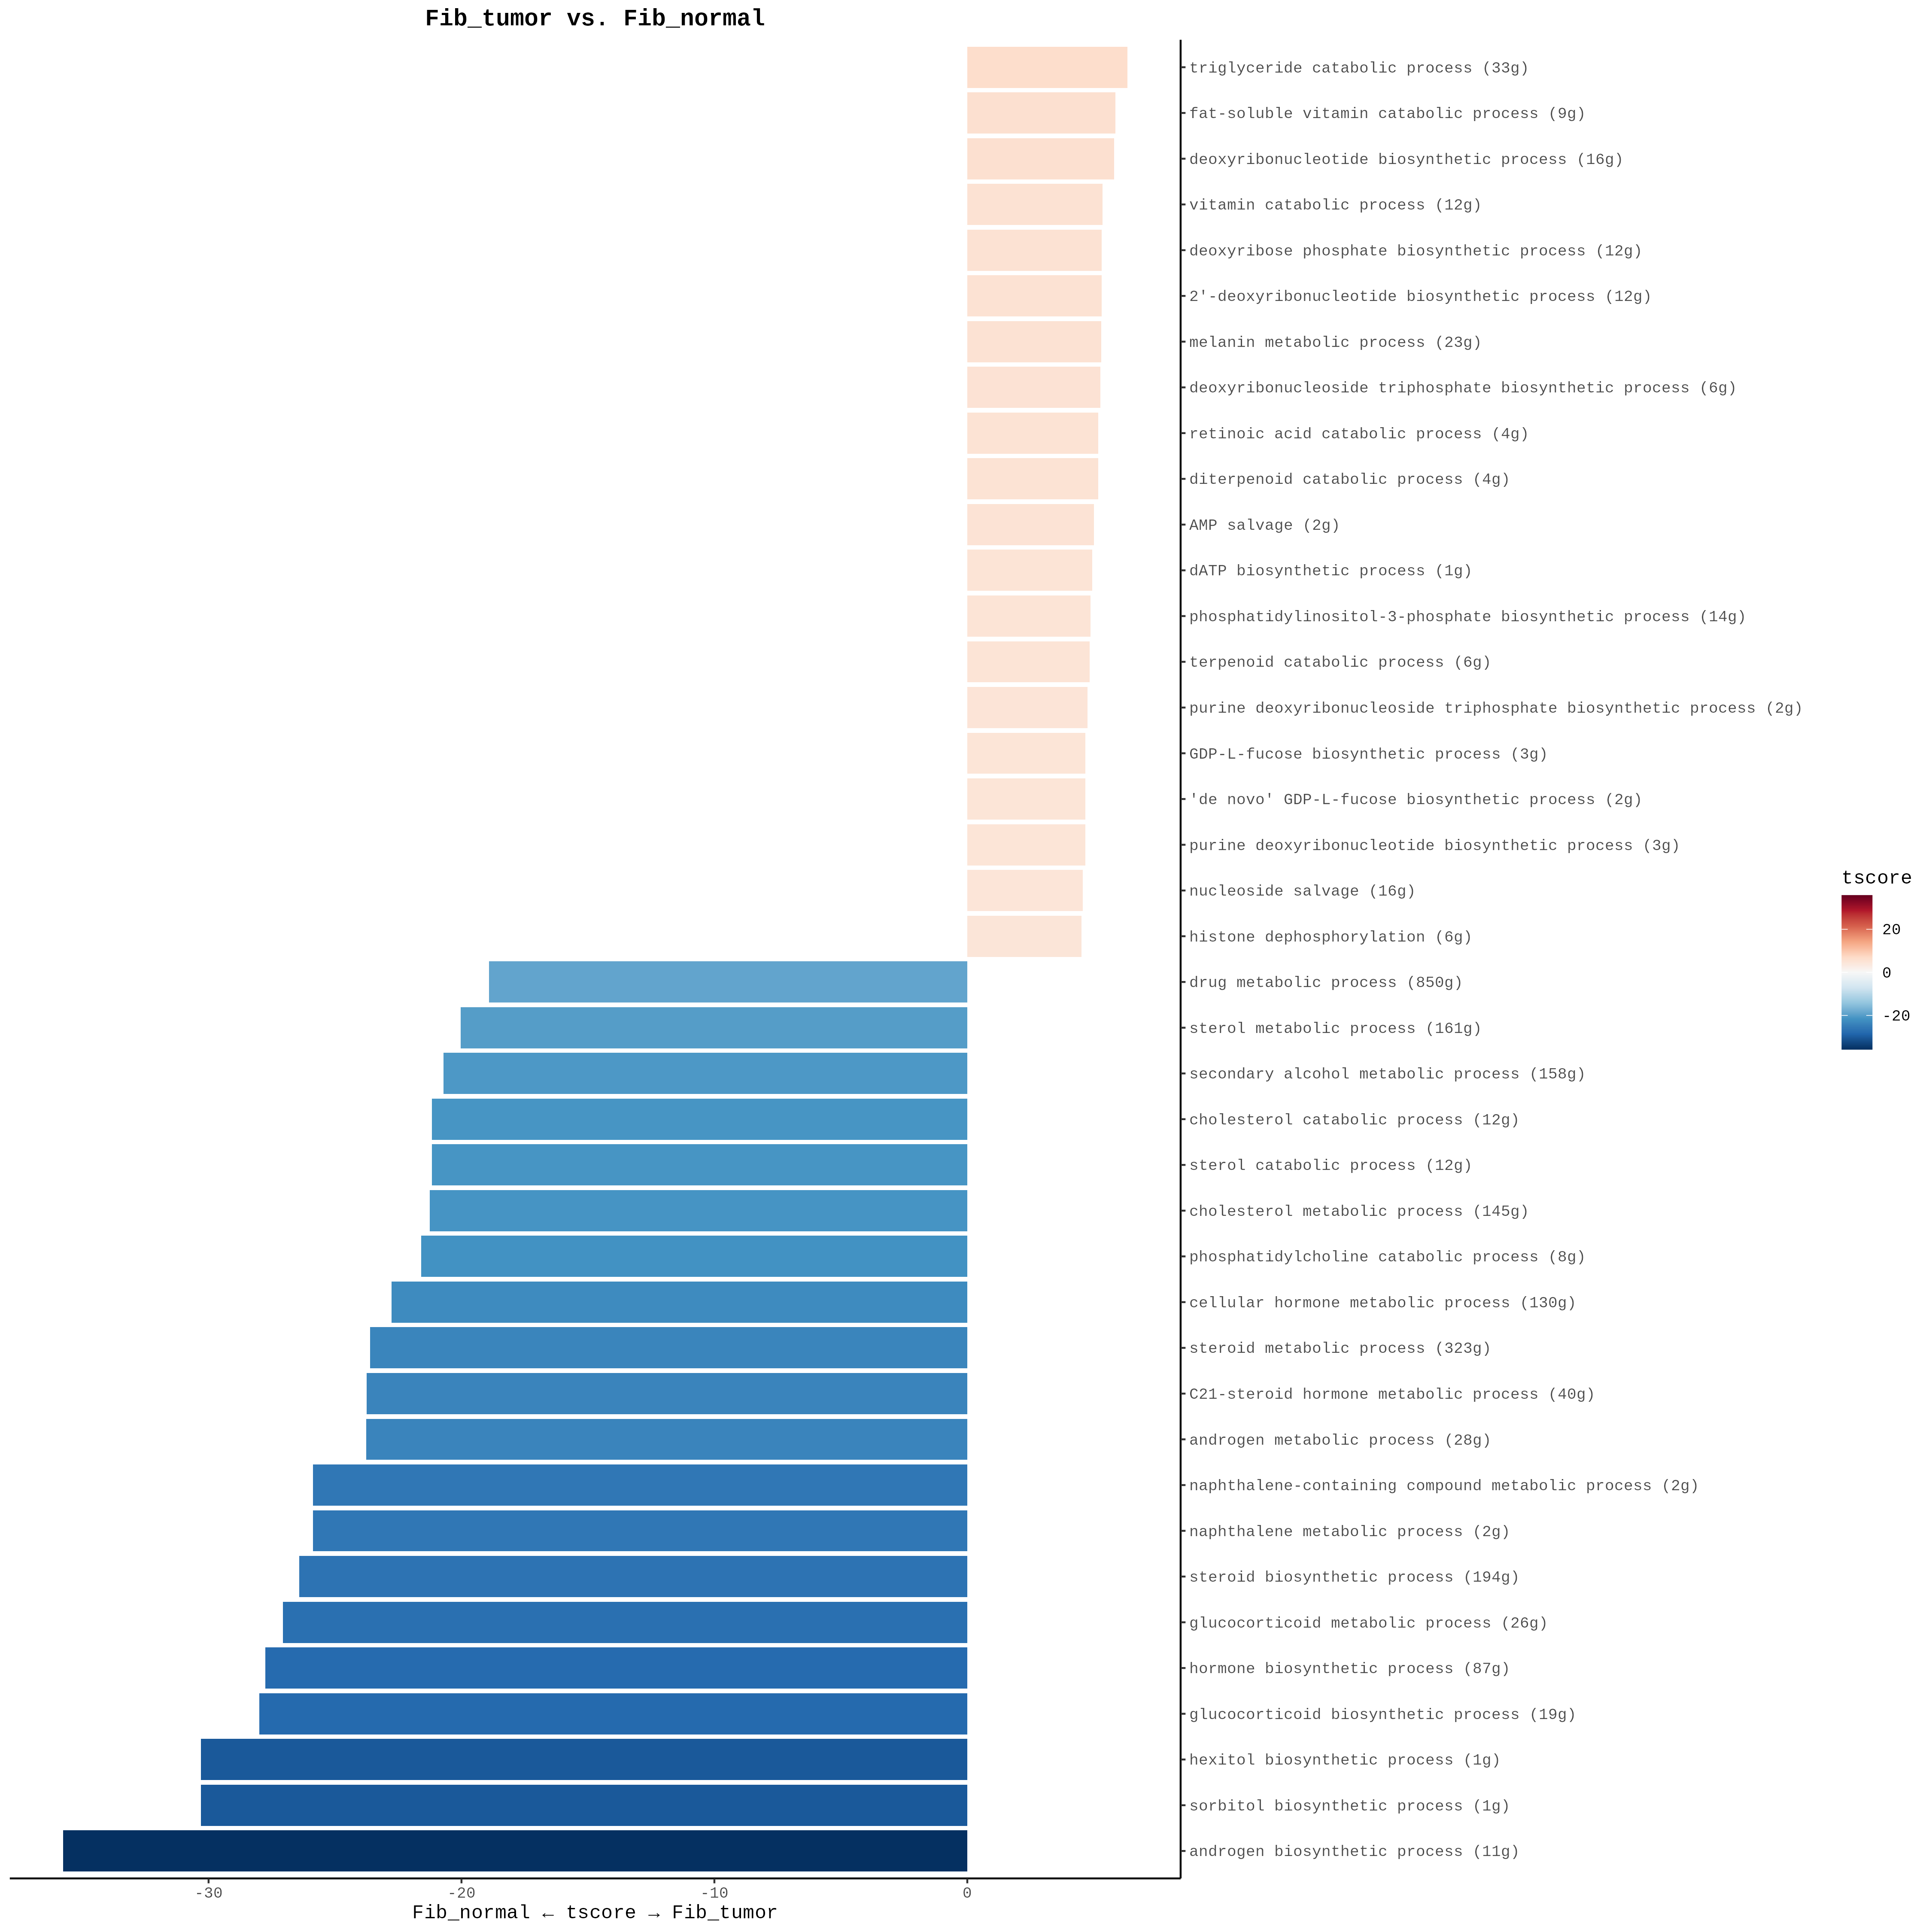 Fib_tumor vs. Fib_normal
triglyceride catabolic process (33g)
fat-soluble vitamin catabolic process (9g)
deoxyribonucleotide biosynthetic process (16g)
vitamin catabolic process (12g)
deoxyribose phosphate biosynthetic process (12g)
2'-deoxyribonucleotide biosynthetic process (12g)
melanin metabolic process (23g)
deoxyribonucleoside triphosphate biosynthetic process (6g)
retinoic acid catabolic process (4g)
diterpenoid catabolic process (4g)
AMP salvage (2g)
dATP biosynthetic process (1g)
phosphatidylinositol-3-phosphate biosynthetic process (14g)
terpenoid catabolic process (6g)
purine deoxyribonucleoside triphosphate biosynthetic process (2g)
GDP-L-fucose biosynthetic process (3g)
'de novo' GDP-L-fucose biosynthetic process (2g)
purine deoxyribonucleotide biosynthetic process (3g)
nucleoside salvage (16g)
histone dephosphorylation (6g)
drug metabolic process (850g)
sterol metabolic process (161g)
secondary alcohol metabolic process (158g)
cholesterol catabolic process (12g)
sterol catabolic process (12g)
cholesterol metabolic process (145g)
phosphatidylcholine catabolic process (8g)
cellular hormone metabolic process (130g)
steroid metabolic process (323g)
C21-steroid hormone metabolic process (40g)
androgen metabolic process (28g)
naphthalene-containing compound metabolic process (2g)
naphthalene metabolic process (2g)
steroid biosynthetic process (194g)
glucocorticoid metabolic process (26g)
hormone biosynthetic process (87g)
glucocorticoid biosynthetic process (19g)
hexitol biosynthetic process (1g)
sorbitol biosynthetic process (1g)
androgen biosynthetic process (11g)
tscore
20
0
-20
-30 -20 -10 0
Fib_normal ← tscore → Fib_tumor